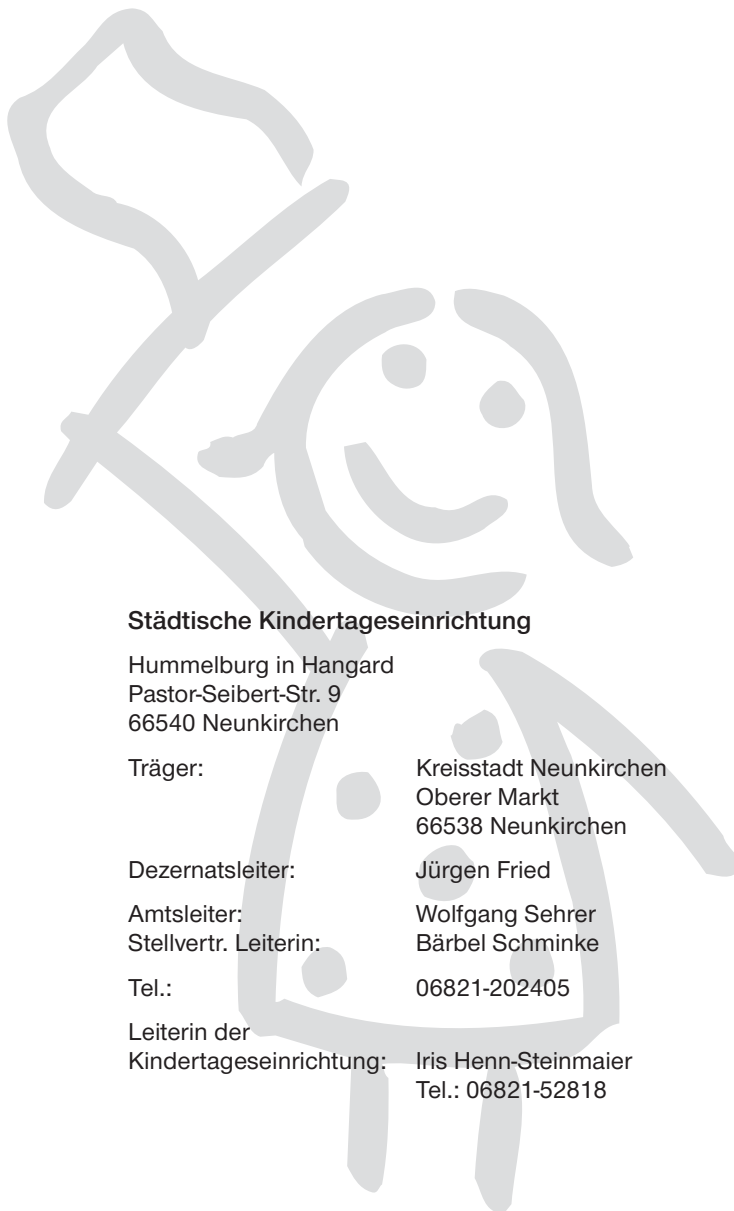 Städtische Kindertageseinrichtung
Hummelburg in Hangard
Pastor-Seibert-Str. 9
66540 Neunkirchen
Träger: Kreisstadt Neunkirchen
Oberer Markt
66538 Neunkirchen
Dezernatsleiter: Jürgen Fried
Amtsleiter: Wolfgang Sehrer
Stellvertr. Leiterin: Bärbel Schminke
Tel.: 06821-202405
Leiterin der
Kindertageseinrichtung: Iris Henn-Steinmaier
Tel.: 06821-52818